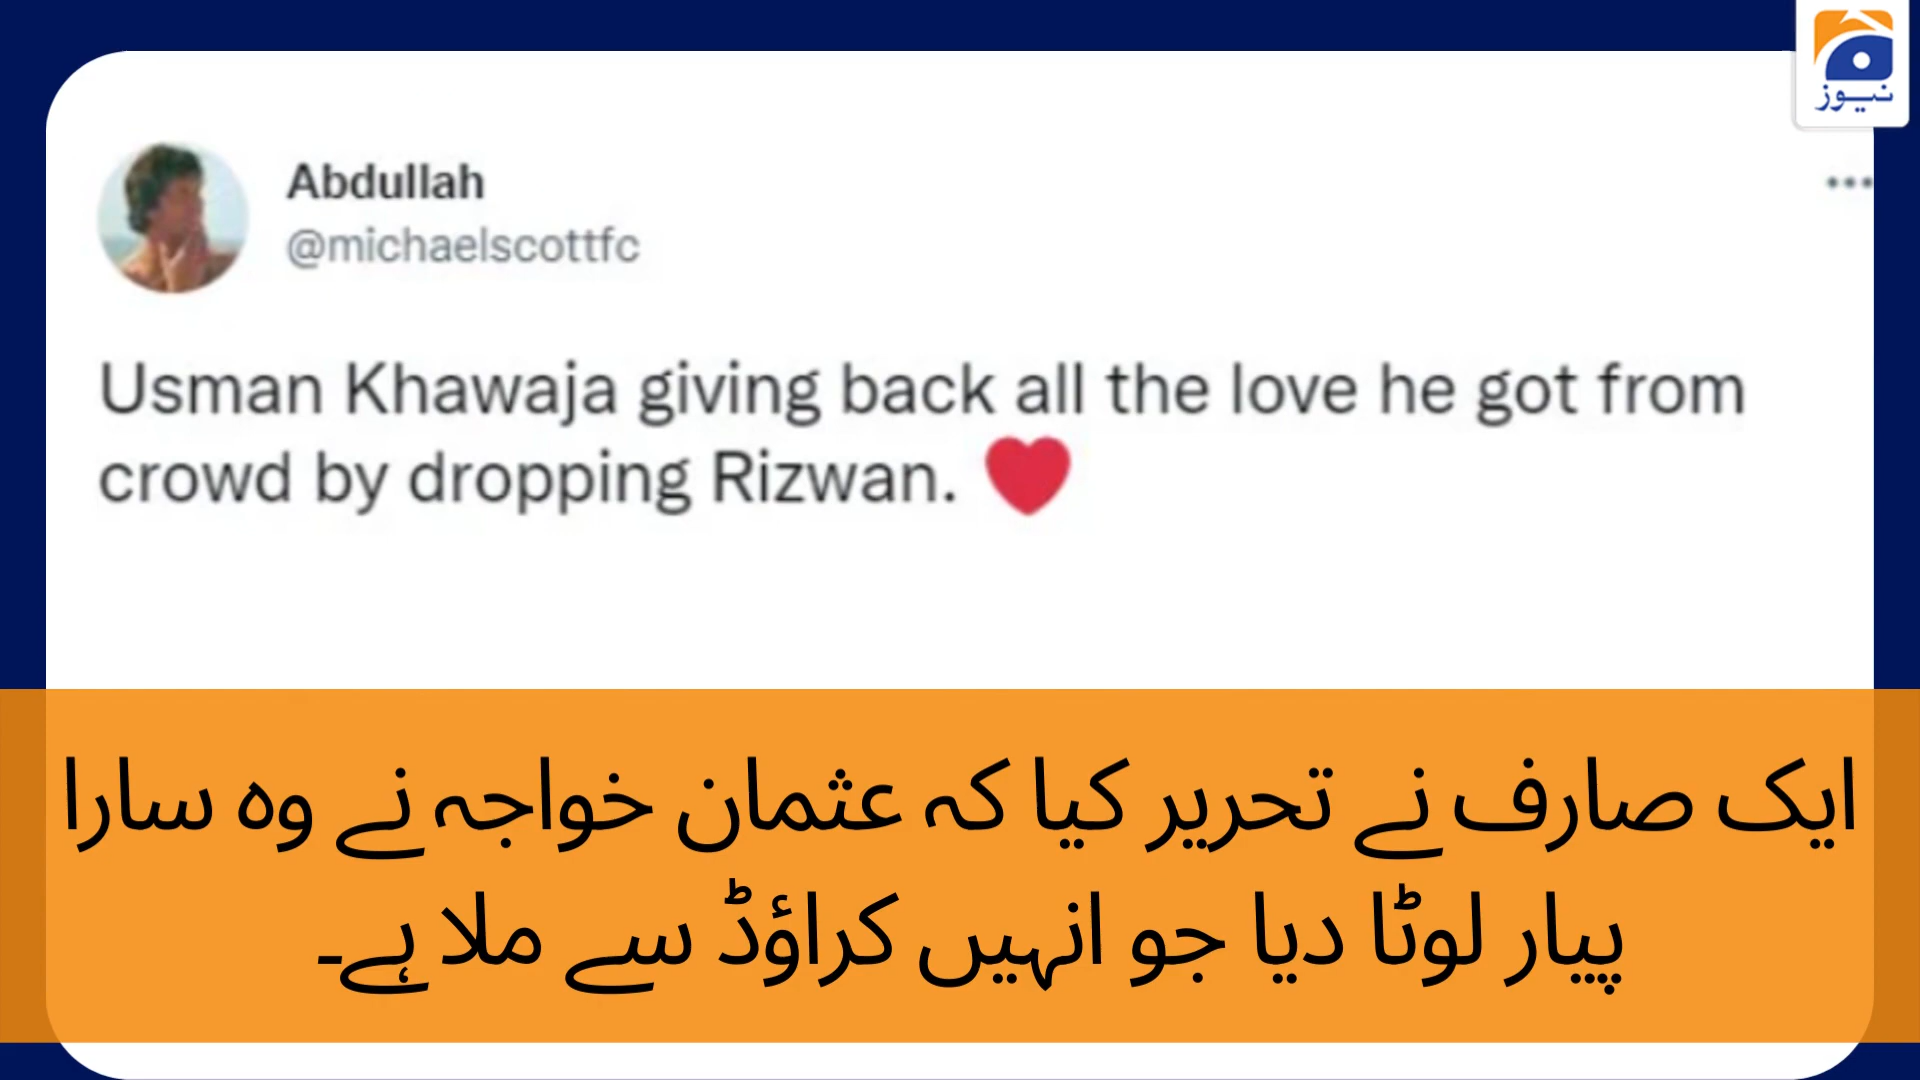 نیوز
Abdullah
@michaelscottfc
Usman Khawaja giving back all the love he got from
crowd by dropping Rizwan. ❤️
ایک صارف نے تحریر کیا کہ عثمان خواجہ نے وہ سارا
پیار لوٹا دیا جو انہیں کراؤڈ سے ملا ہے۔